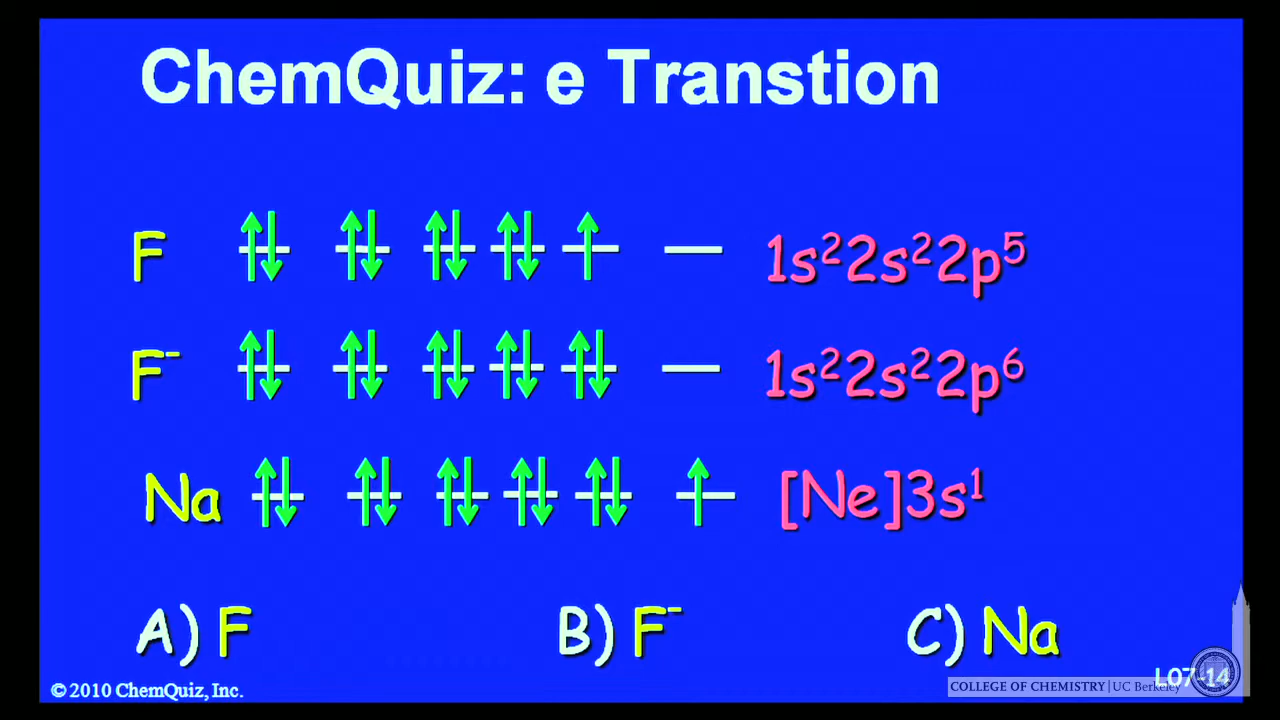 ChemQuiz: e Transtion
F 1s²2s²2p⁵
F⁻ 1s²2s²2p⁶
Na [Ne]3s¹
A) F B) F⁻ C) Na
© 2010 ChemQuiz, Inc.
L07-14
COLLEGE OF CHEMISTRY | UC Berkeley